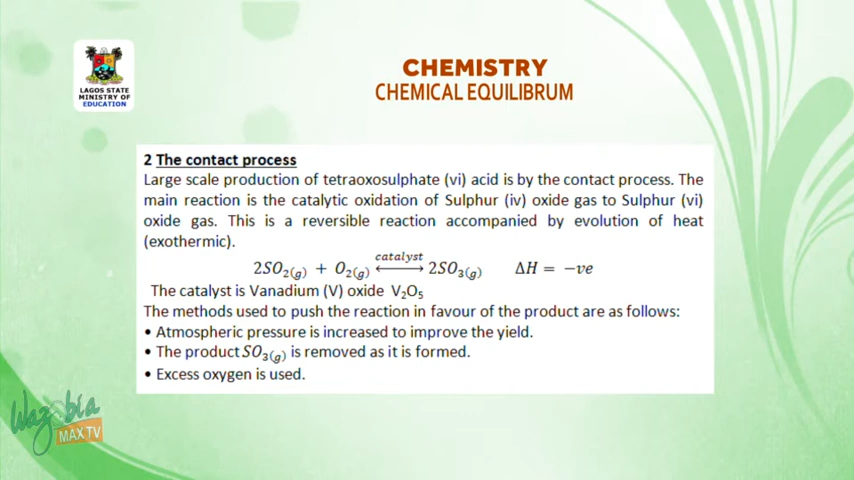 LAGOS STATE
MINISTRY OF
EDUCATION
CHEMISTRY
CHEMICAL EQUILIBRUM
2 The contact process
Large scale production of tetraoxosulphate (vi) acid is by the contact process. The
main reaction is the catalytic oxidation of Sulphur (iv) oxide gas to Sulphur (vi)
oxide gas. This is a reversible reaction accompanied by evolution of heat
(exothermic).
2SO₂(g) + O₂(g) ⟷ catalyst 2SO₃(g) ΔH = −ve
The catalyst is Vanadium (V) oxide V₂O₅
The methods used to push the reaction in favour of the product are as follows:
• Atmospheric pressure is increased to improve the yield.
• The product SO₃(g) is removed as it is formed.
• Excess oxygen is used.
Wazobia
MAX TV